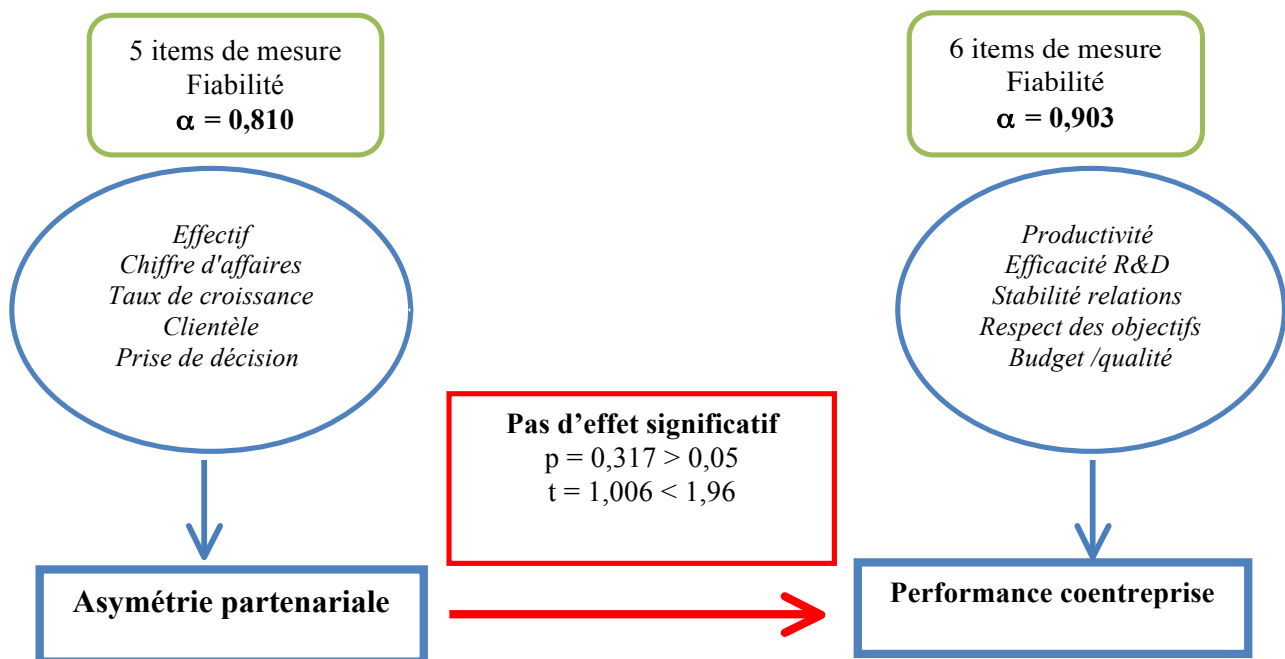 5 items de mesure
Fiabilité
α = 0,810
6 items de mesure
Fiabilité
α = 0,903
Effectif
Chiffre d'affaires
Taux de croissance
Clientèle
Prise de décision
Productivité
Efficacité R&D
Stabilité relations
Respect des objectifs
Budget /qualité
Pas d’effet significatif
p = 0,317 > 0,05
t = 1,006 < 1,96
Asymétrie partenariale
Performance coentreprise